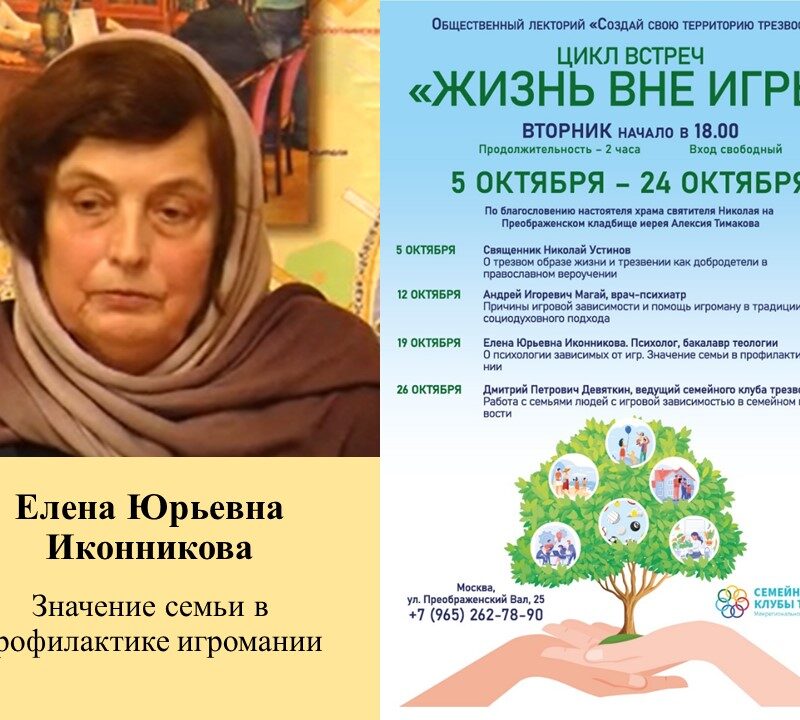 Елена Юрьевна
Иконникова
Значение семьи в
рофилактике игромании
Общественный лекторий «Создай свою территорию трезвос
ЦИКЛ ВСТРЕЧ
«ЖИЗНЬ ВНЕ ИГРЫ
ВТОРНИК НАЧАЛО В 18.00
Продолжительность – 2 часа Вход свободный
5 ОКТЯБРЯ – 24 ОКТЯБРЯ
По благословению настоятеля храма святителя Николая на
Преображенском кладбище иерея Алексия Тимакова
5 ОКТЯБРЯ Священник Николай Устинов
О трезвом образе жизни и трезвении как добродетели в
православном вероучении
12 ОКТЯБРЯ Андрей Игоревич Магай, врач-психиатр
Причины игровой зависимости и помощь игроману в традиции
социодуховного подхода
19 ОКТЯБРЯ Елена Юрьевна Иконникова. Психолог, бакалавр теологии
О психологии зависимых от игр. Значение семьи в профилакти
нии
26 ОКТЯБРЯ Дмитрий Петрович Девяткин, ведущий семейного клуба трезво
Работа с семьями людей с игровой зависимостью в семейном к
вости
Москва,
ул. Преображенский Вал, 25
+7 (965) 262-78-90
СЕМЕЙН
КЛУБЫ Т
Межрегионально